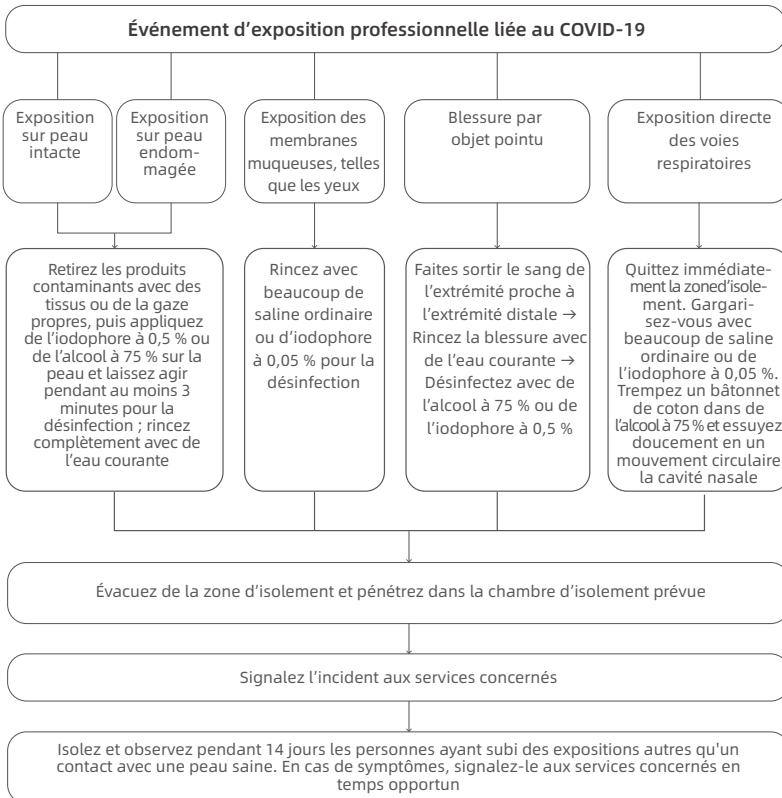 Événement d'exposition professionnelle liée au COVID-19
Exposition
sur peau
intacte
Exposition
sur peau
endom-
magée
Exposition des
membranes
muqueuses, telles
que les yeux
Blessure par
objet pointu
Exposition directe
des voies
respiratoires
Retirez les produits
contaminants avec des
tissus ou de la gaze
propres, puis appliquez
de l'iodophore à 0,5 % ou
de l'alcool à 75 % sur la
peau et laissez agir
pendant au moins 3
minutes pour la
désinfection ; rincez
complètement avec de
l'eau courante
Rincez avec
beaucoup de
saline ordinaire
ou d'iodophore
à 0,05 % pour la
désinfection
Faites sortir le sang de
l'extrémité proche à
l'extrémité distale →
Rincez la blessure avec
de l'eau courante →
Désinfectez avec de
l'alcool à 75 % ou de
l'iodophore à 0,5 %
Quittez immédiate-
ment la zoned'isole-
ment. Gargari-
sez-vous avec
beaucoup de saline
ordinaire ou de
l'iodophore à 0,05 %.
Trempez un bâtonnet
de coton dans de
l'alcool à 75 % et essuyez
doucement en un
mouvement circulaire
la cavité nasale
Évacuez de la zone d'isolement et pénétrez dans la chambre d'isolement prévue
Signalez l'incident aux services concernés
Isolez et observez pendant 14 jours les personnes ayant subi des expositions autres qu'un
contact avec une peau saine. En cas de symptômes, signalez-le aux services concernés en
temps opportun